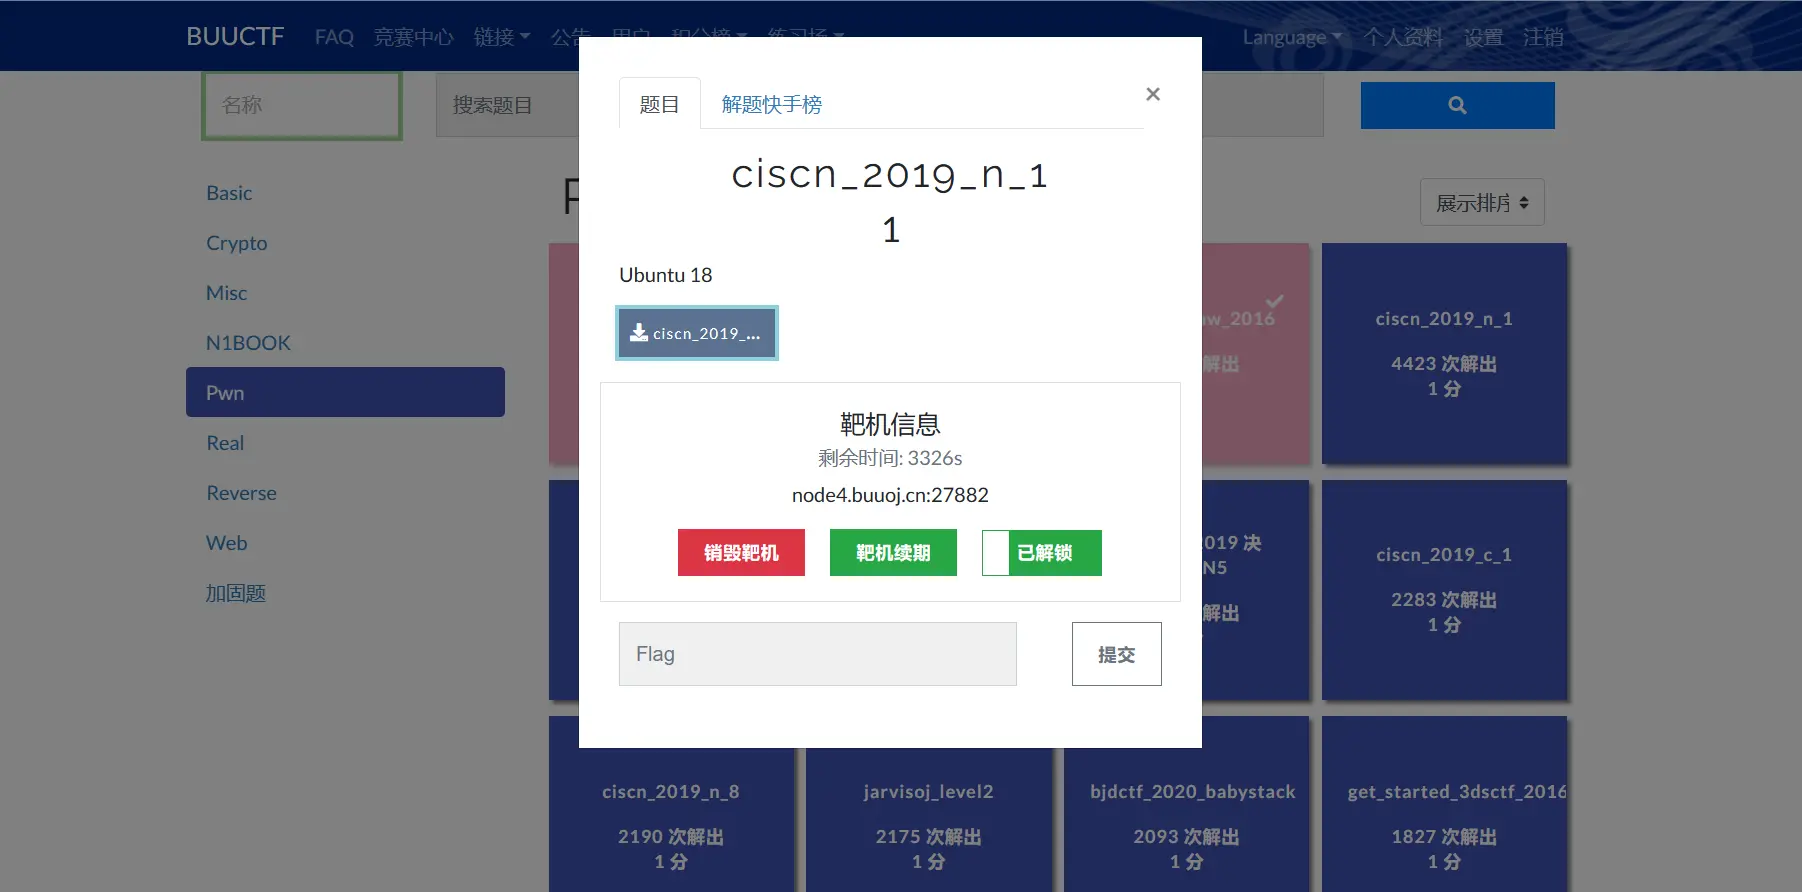 BUUCTF FAQ 竞赛中心 链接 公告 用户 积分榜 练习场 Language 个人资料 设置 注销
名称 搜索题目
题目 解题快手榜 ×
ciscn_2019_n_1
1
Ubuntu 18
ciscn_2019_...
靶机信息
剩余时间: 3326s
node4.buuoj.cn:27882
销毁靶机 靶机续期 已解锁
Flag 提交
Basic
Crypto
Misc
N1BOOK
Pwn
Real
Reverse
Web
加固题
展示排序
2016
解出
ciscn_2019_n_1
4423 次解出
1 分
2019 决
N5
解出
ciscn_2019_c_1
2283 次解出
1 分
ciscn_2019_n_8
2190 次解出
1 分
jarvisoj_level2
2175 次解出
1 分
bjdctf_2020_babystack
2093 次解出
1 分
get_started_3dsctf_2016
1827 次解出
1 分